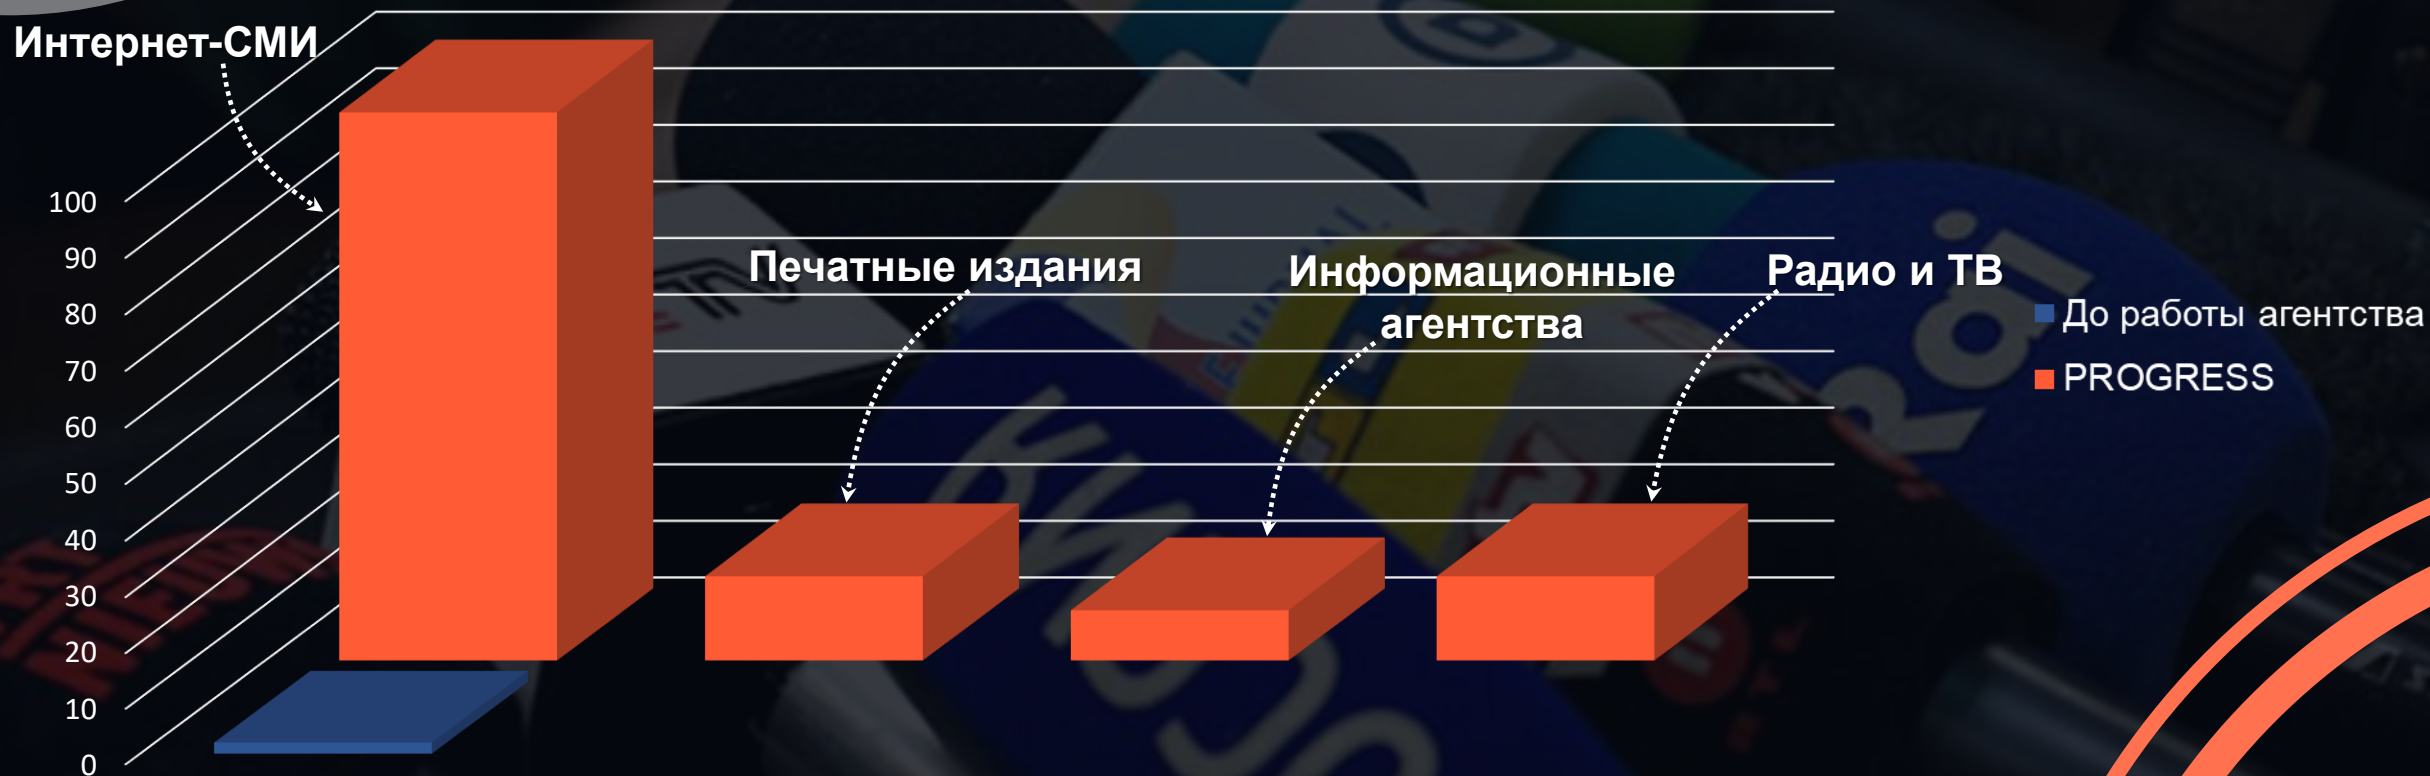 Интернет-СМИ
100
90
80
70
60
50
40
30
20
10
0
Печатные издания
Информационные
агентства
Радио и ТВ
До работы агентства
PROGRESS
Rai